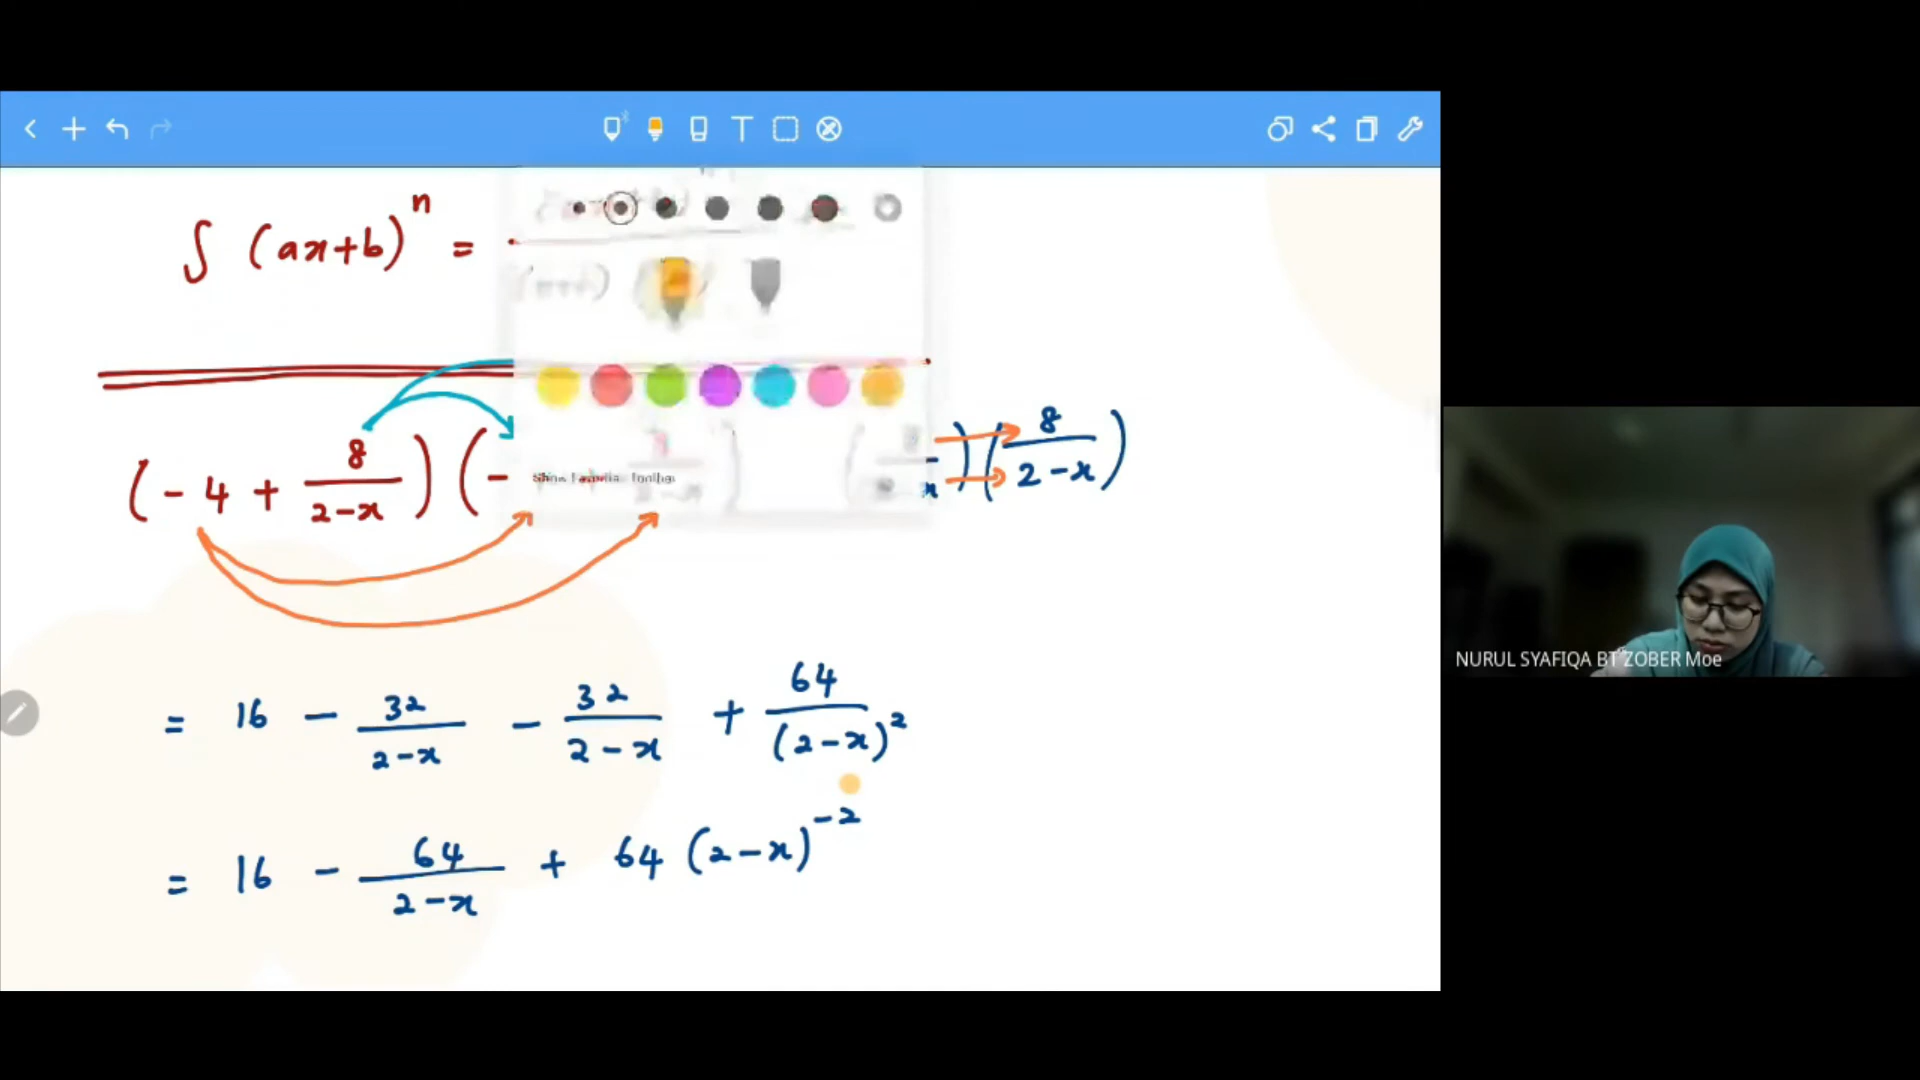 ∫ (ax+b)^n =
(-4 + 8/(2-x)) (-
) (8/(2-x))
= 16 - 32/(2-x) - 32/(2-x) + 64/(2-x)^2
= 16 - 64/(2-x) + 64 (2-x)^-2
NURUL SYAFIQA BT ZOBER Moe